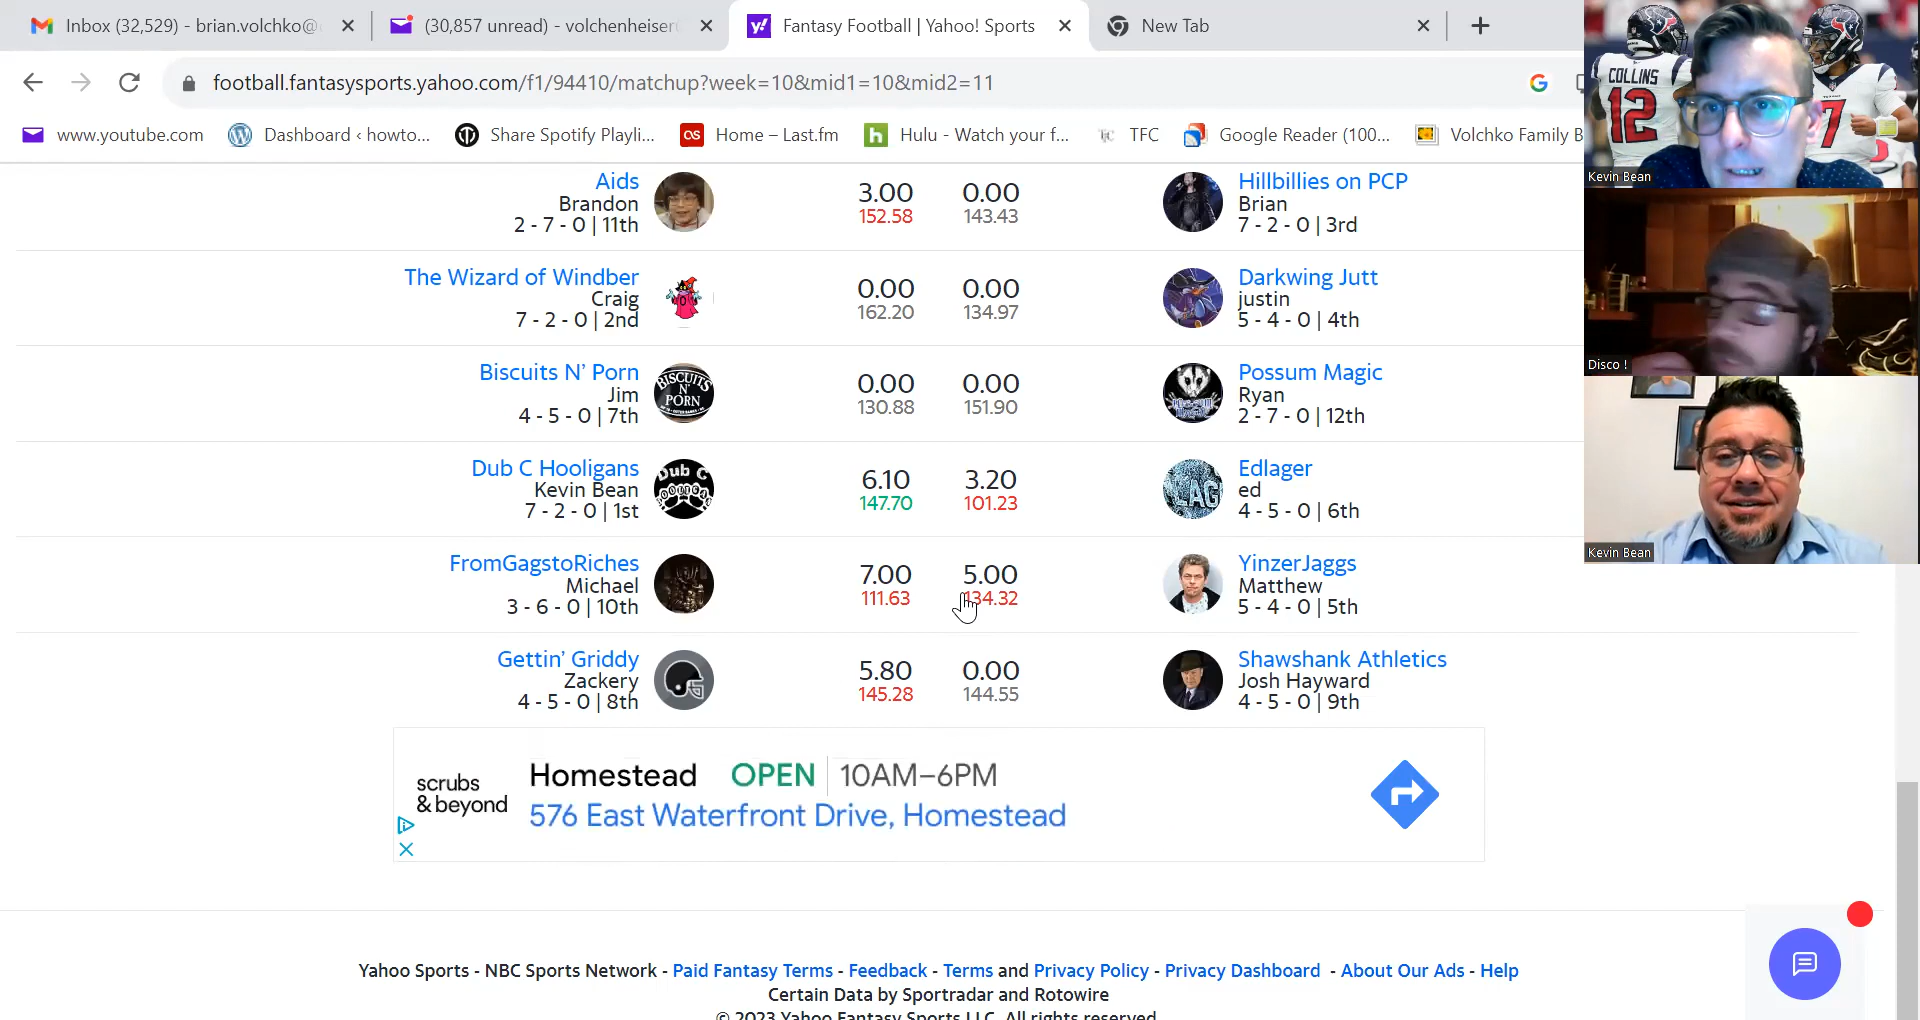 Inbox (32,529) - brian.volchko@
(30,857 unread) - volchenheiser
Fantasy Football | Yahoo! Sports
New Tab
football.fantasysports.yahoo.com/f1/94410/matchup?week=10&mid1=10&mid2=11
www.youtube.com
Dashboard ‹ howto...
Share Spotify Playli...
Home – Last.fm
Hulu - Watch your f...
TFC
Google Reader (100...
Volchko Family B
COLLINS
12
7
Kevin Bean
Disco !
Kevin Bean
Aids
Brandon
2 - 7 - 0 | 11th
3.00
152.58
0.00
143.43
Hillbillies on PCP
Brian
7 - 2 - 0 | 3rd
The Wizard of Windber
Craig
7 - 2 - 0 | 2nd
0.00
162.20
0.00
134.97
Darkwing Jutt
justin
5 - 4 - 0 | 4th
Biscuits N' Porn
Jim
4 - 5 - 0 | 7th
BISCUITS
N'
PORN
0.00
130.88
0.00
151.90
Possum Magic
Ryan
2 - 7 - 0 | 12th
Dub C Hooligans
Kevin Bean
7 - 2 - 0 | 1st
Dub C
6.10
147.70
3.20
101.23
LAG
Edlager
ed
4 - 5 - 0 | 6th
FromGagstoRiches
Michael
3 - 6 - 0 | 10th
7.00
111.63
5.00
134.32
YinzerJaggs
Matthew
5 - 4 - 0 | 5th
Gettin' Griddy
Zackery
4 - 5 - 0 | 8th
5.80
145.28
0.00
144.55
Shawshank Athletics
Josh Hayward
4 - 5 - 0 | 9th
scrubs
& beyond
Homestead OPEN 10AM–6PM
576 East Waterfront Drive, Homestead
Yahoo Sports - NBC Sports Network - Paid Fantasy Terms - Feedback - Terms and Privacy Policy - Privacy Dashboard - About Our Ads - Help
Certain Data by Sportradar and Rotowire
© 2023 Yahoo Fantasy Sports LLC. All rights reserved